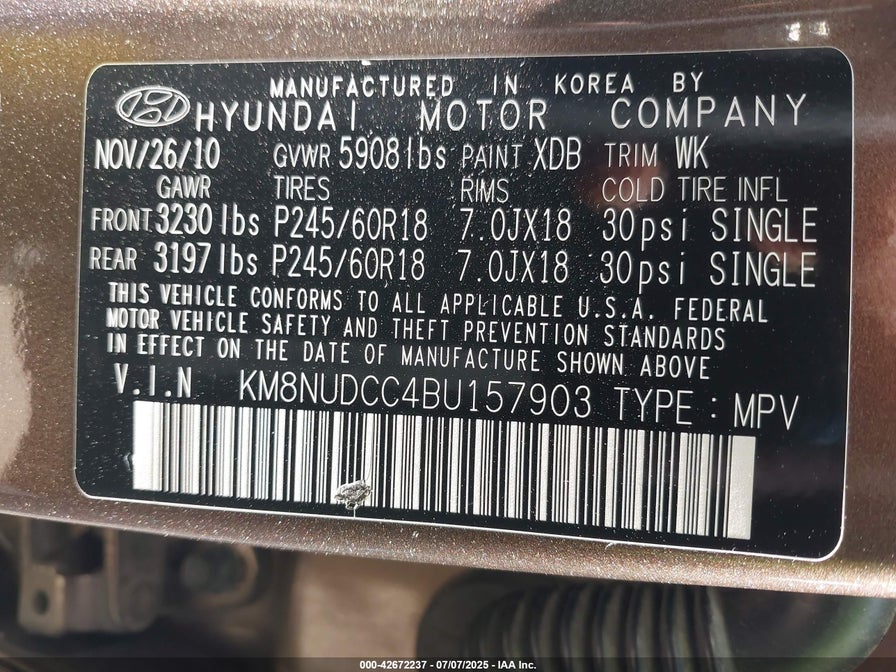 MANUFACTURED IN KOREA BY
HYUNDAI MOTOR COMPANY
NOV/26/10 GVWR 5908lbs PAINT XDB TRIM WK
GAWR TIRES RIMS COLD TIRE INFL
FRONT 3230lbs P245/60R18 7.0JX18 30psi SINGLE
REAR 3197lbs P245/60R18 7.0JX18 30psi SINGLE
THIS VEHICLE CONFORMS TO ALL APPLICABLE U.S.A. FEDERAL
MOTOR VEHICLE SAFETY AND THEFT PREVENTION STANDARDS
IN EFFECT ON THE DATE OF MANUFACTURE SHOWN ABOVE
V.I.N KM8NUDCC4BU157903 TYPE : MPV
000-42672237 - 07/07/2025 - IAA Inc.